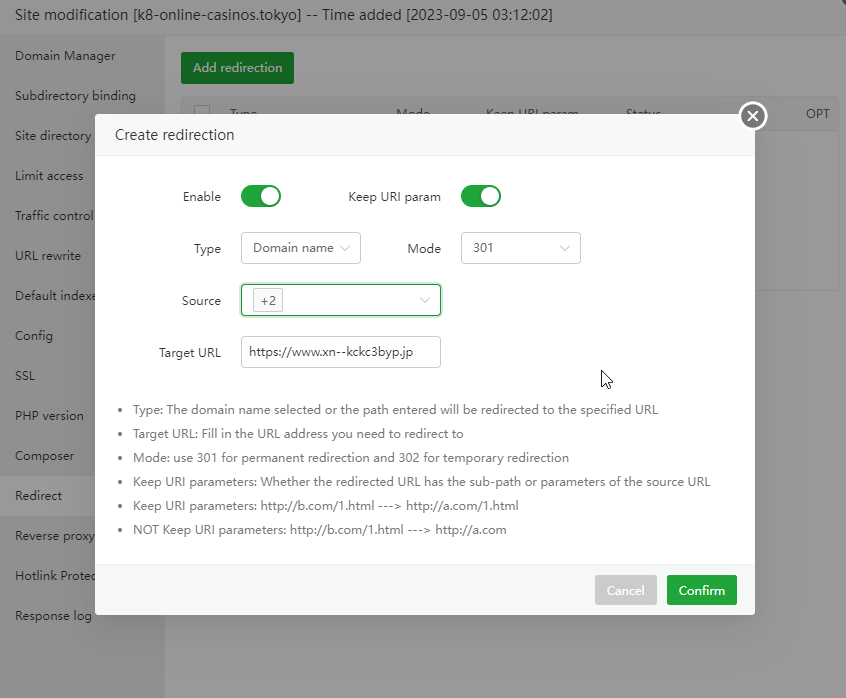 Site modification [k8-online-casinos.tokyo] -- Time added [2023-09-05 03:12:02]
Domain Manager
Subdirectory binding
Site directory
Limit access
Traffic control
URL rewrite
Default indexe
Config
SSL
PHP version
Composer
Redirect
Reverse proxy
Hotlink Protec
Response log
Add redirection
Type Mode Keep URI param Status OPT
Create redirection
Enable Keep URI param
Type Domain name Mode 301
Source +2
Target URL https://www.xn--kckc3byp.jp
Type: The domain name selected or the path entered will be redirected to the specified URL
Target URL: Fill in the URL address you need to redirect to
Mode: use 301 for permanent redirection and 302 for temporary redirection
Keep URI parameters: Whether the redirected URL has the sub-path or parameters of the source URL
Keep URI parameters: http://b.com/1.html ---> http://a.com/1.html
NOT Keep URI parameters: http://b.com/1.html ---> http://a.com
Cancel Confirm